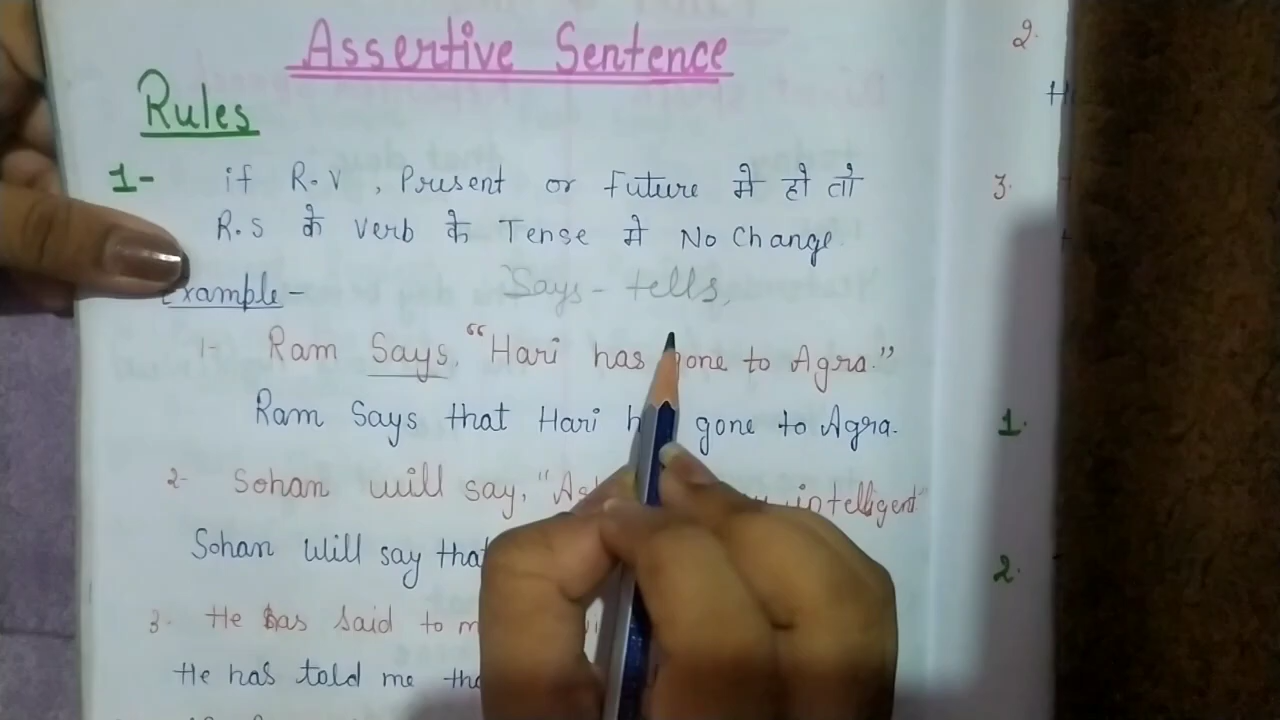 Assertive Sentence
Rules
1- if R.V, Present or Future मे हो तो
R.S के Verb के Tense मे No Change
Example- Says - tells,
1- Ram Says, "Hari has gone to Agra."
Ram Says that Hari gone to Agra.
2- Sohan will say, " intelligent"
Sohan will say that
3- He has said to
He has told me
2.
3.
1.
2.